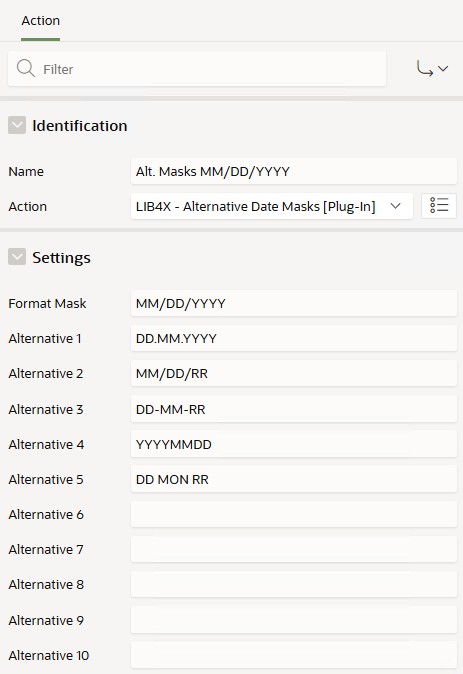 Action
Filter
Identification
Name Alt. Masks MM/DD/YYYY
Action LIB4X - Alternative Date Masks [Plug-In]
Settings
Format Mask MM/DD/YYYY
Alternative 1 DD.MM.YYYY
Alternative 2 MM/DD/RR
Alternative 3 DD-MM-RR
Alternative 4 YYYYMMDD
Alternative 5 DD MON RR
Alternative 6
Alternative 7
Alternative 8
Alternative 9
Alternative 10